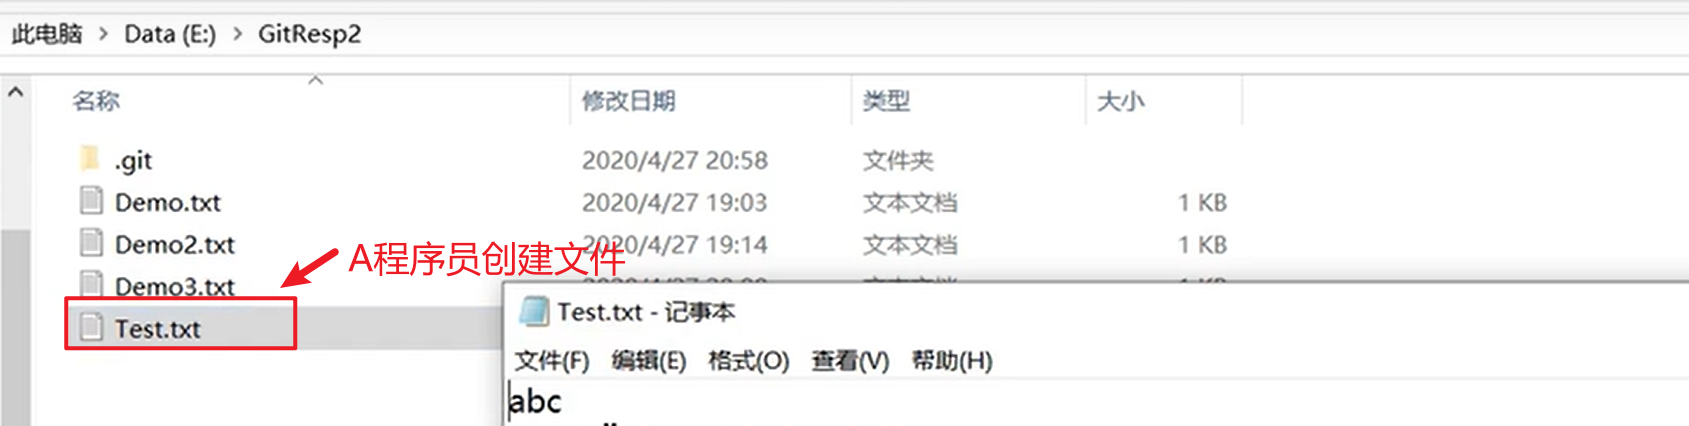 此电脑 > Data (E:) > GitResp2
名称 修改日期 类型 大小
.git 2020/4/27 20:58 文件夹
Demo.txt 2020/4/27 19:03 文本文档 1 KB
Demo2.txt 2020/4/27 19:14 文本文档 1 KB
A程序员创建文件
Demo3.txt
Test.txt
Test.txt - 记事本
文件(F) 编辑(E) 格式(O) 查看(V) 帮助(H)
abc